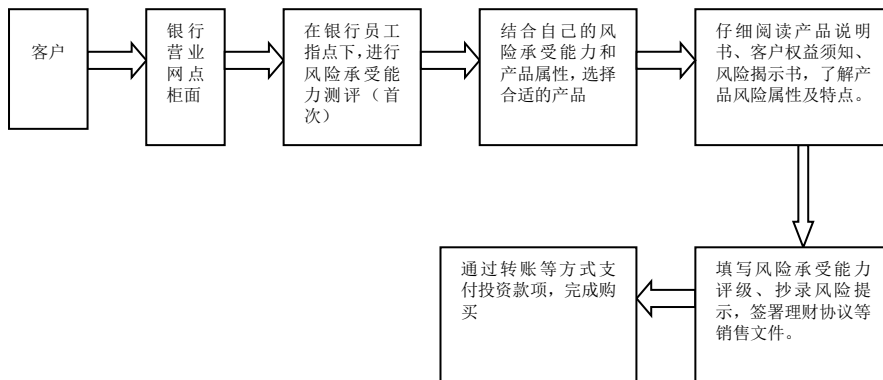 客户
银行
营业
网点
柜面
在银行员工
指点下，进行
风险承受能
力测评（首
次）
结合自己的风
险承受能力和
产品属性，选择
合适的产品
仔细阅读产品说明
书、客户权益须知、
风险揭示书，了解产
品风险属性及特点。
填写风险承受能力
评级、抄录风险提
示，签署理财协议等
销售文件。
通过转账等方式支
付投资款项，完成购
买